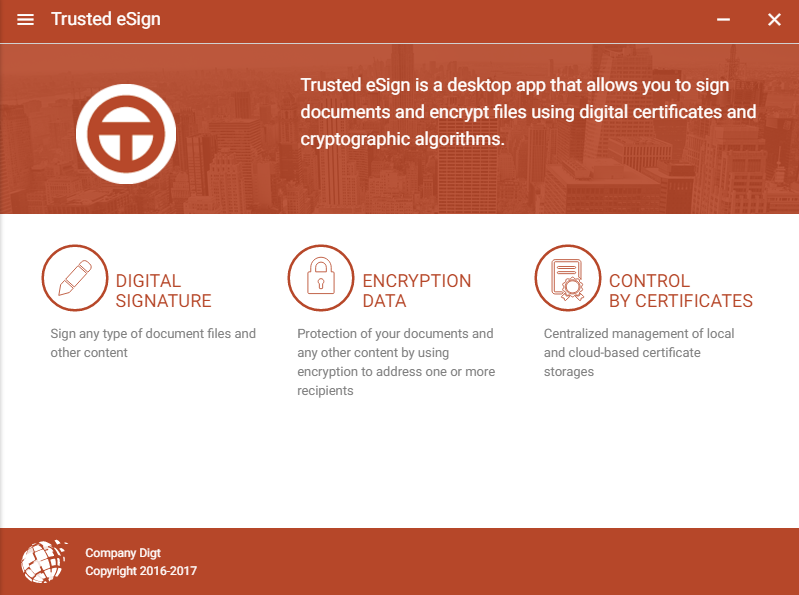 Trusted eSign
Trusted eSign is a desktop app that allows you to sign
documents and encrypt files using digital certificates and
cryptographic algorithms.
DIGITAL
SIGNATURE
Sign any type of document files and
other content
ENCRYPTION
DATA
Protection of your documents and
any other content by using
encryption to address one or more
recipients
CONTROL
BY CERTIFICATES
Centralized management of local
and cloud-based certificate
storages
Company Digt
Copyright 2016-2017